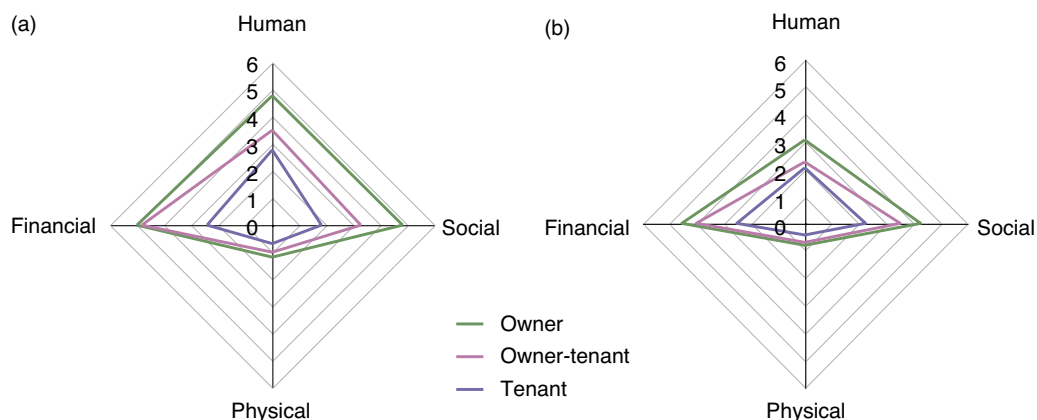 (a)
Human
6
5
4
3
2
1
0
Financial
Social
Physical
(b)
Human
6
5
4
3
2
1
0
Financial
Social
Physical
Owner
Owner-tenant
Tenant